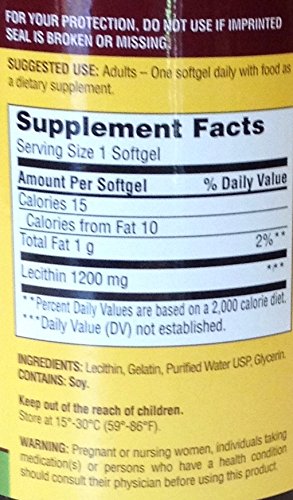 FOR YOUR PROTECTION, DO NOT USE IF IMPRINTED
SEAL IS BROKEN OR MISSING.
SUGGESTED USE: Adults – One softgel daily with food as
a dietary supplement.
Supplement Facts
Serving Size 1 Softgel
Amount Per Softgel % Daily Value
Calories 15
Calories from Fat 10
Total Fat 1 g 2%**
Lecithin 1200 mg ***
**Percent Daily Values are based on a 2,000 calorie diet.
***Daily Value (DV) not established.
INGREDIENTS: Lecithin, Gelatin, Purified Water USP, Glycerin.
CONTAINS: Soy.
Keep out of the reach of children.
Store at 15°-30°C (59°-86°F).
WARNING: Pregnant or nursing women, individuals taking
medication(s) or persons who have a health condition
should consult their physician before using this product.